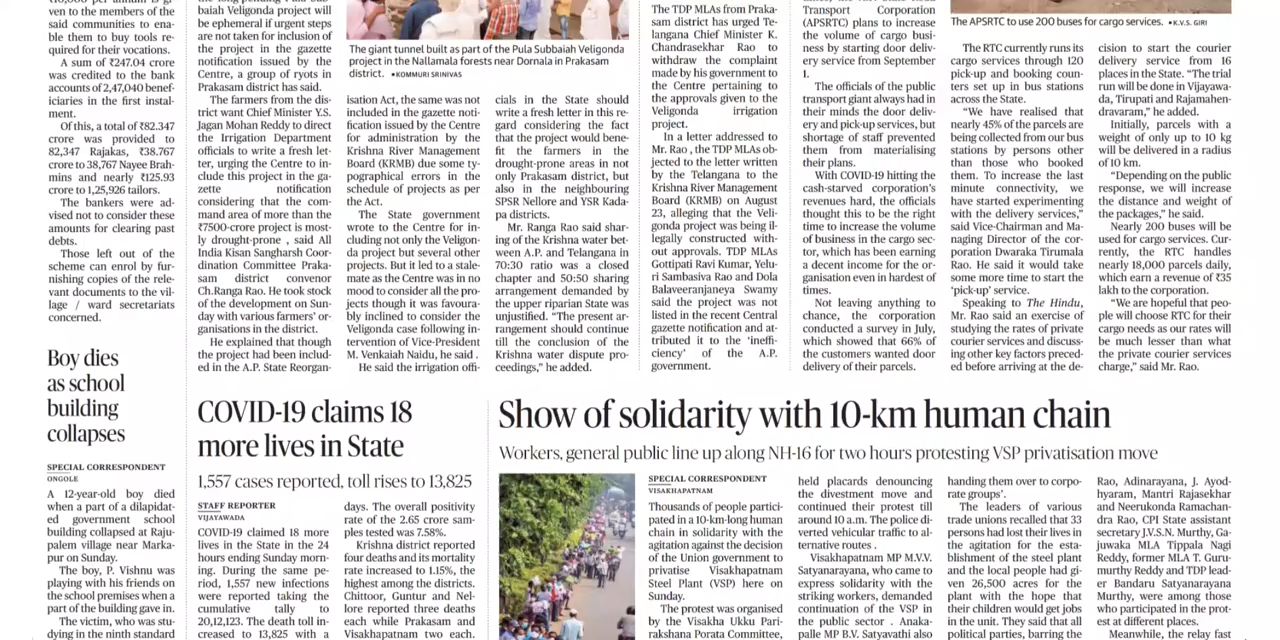 ven to the members of the
said communities to ena-
ble them to buy tools re-
quired for their vocations.
A sum of ₹247.04 crore
was credited to the bank
accounts of 2,47,040 benef-
iciaries in the first instal-
ment.
Of this, a total of ₹82.347
crore was provided to
82,347 Rajakas, ₹38.767
crore to 38,767 Nayee Brah-
mins and nearly ₹125.93
crore to 1,25,926 tailors.
The bankers were ad-
vised not to consider these
amounts for clearing past
debts.
Those left out of the
scheme can enrol by fur-
nishing copies of the rele-
vant documents to the vil-
lage / ward secretariats
concerned.
Boy dies
as school
building
collapses
SPECIAL CORRESPONDENT
ONGOLE
A 12-year-old boy died
when a part of a dilapidat-
ed government school
building collapsed at Raju-
palem village near Marka-
pur on Sunday.
The boy, P. Vishnu was
playing with his friends on
the school premises when a
part of the building gave in.
The victim, who was stu-
dying in the ninth standard
baiah Veligonda project will
be ephemeral if urgent steps
are not taken for inclusion of
the project in the gazette
notification issued by the
Centre, a group of ryots in
Prakasam district has said.
The farmers from the dis-
trict want Chief Minister Y.S.
Jagan Mohan Reddy to direct
the Irrigation Department
officials to write a fresh let-
ter, urging the Centre to in-
clude this project in the ga-
zette notification
considering that the com-
mand area of more than the
₹7500-crore project is most-
ly drought-prone , said All
India Kisan Sangharsh Coor-
dination Committee Praka-
sam district convenor
Ch.Ranga Rao. He took stock
of the development on Sun-
day with various farmers' or-
ganisations in the district.
He explained that though
the project had been includ-
ed in the A.P. State Reorgan-
The giant tunnel built as part of the Pula Subbaiah Veligonda
project in the Nallamala forests near Dornala in Prakasam
district. •KOMMURI SRINIVAS
isation Act, the same was not
included in the gazette noti-
fication issued by the Centre
for administration by the
Krishna River Management
Board (KRMB) due some ty-
pographical errors in the
schedule of projects as per
the Act.
The State government
wrote to the Centre for in-
cluding not only the Veligon-
da project but several other
projects. But it led to a stale-
mate as the Centre was in no
mood to consider all the pro-
jects though it was favoura-
bly inclined to consider the
Veligonda case following in-
tervention of Vice-President
M. Venkaiah Naidu, he said .
He said the irrigation offi-
cials in the State should
write a fresh letter in this re-
gard considering the fact
that the project would bene-
fit the farmers in the
drought-prone areas in not
only Prakasam district, but
also in the neighbouring
SPSR Nellore and YSR Kada-
pa districts.
Mr. Ranga Rao said shar-
ing of the Krishna water bet-
ween A.P. and Telangana in
70:30 ratio was a closed
chapter and 50:50 sharing
arrangement demanded by
the upper riparian State was
unjustified. “The present ar-
rangement should continue
till the conclusion of the
Krishna water dispute pro-
ceedings,” he added.
The TDP MLAs from Praka-
sam district has urged Te-
langana Chief Minister K.
Chandrasekhar Rao to
withdraw the complaint
made by his government to
the Centre pertaining to
the approvals given to the
Veligonda irrigation
project.
In a letter addressed to
Mr. Rao , the TDP MLAs ob-
jected to the letter written
by the Telangana to the
Krishna River Management
Board (KRMB) on August
23, alleging that the Veli-
gonda project was being il-
legally constructed with-
out approvals. TDP MLAs
Gottipati Ravi Kumar, Yelu-
ri Sambasiva Rao and Dola
Balaveeranjaneya Swamy
said the project was not
listed in the recent Central
gazette notification and at-
tributed it to the ‘ineffi-
ciency’ of the A.P.
government.
Transport Corporation
(APSRTC) plans to increase
the volume of cargo busi-
ness by starting door deliv-
ery service from September
1.
The officials of the public
transport giant always had in
their minds the door deliv-
ery and pick-up services, but
shortage of staff prevented
them from materialising
their plans.
With COVID-19 hitting the
cash-starved corporation's
revenues hard, the officials
thought this to be the right
time to increase the volume
of business in the cargo sec-
tor, which has been earning
a decent income for the or-
ganisation even in hardest of
times.
Not leaving anything to
chance, the corporation
conducted a survey in July,
which showed that 66% of
the customers wanted door
delivery of their parcels.
The APSRTC to use 200 buses for cargo services. •K.V.S. GIRI
The RTC currently runs its
cargo services through 120
pick-up and booking coun-
ters set up in bus stations
across the State.
“We have realised that
nearly 45% of the parcels are
being collected from our bus
stations by persons other
than those who booked
them. To increase the last
minute connectivity, we
have started experimenting
with the delivery services,”
said Vice-Chairman and Ma-
naging Director of the cor-
poration Dwaraka Tirumala
Rao. He said it would take
some more time to start the
‘pick-up’ service.
Speaking to The Hindu,
Mr. Rao said an exercise of
studying the rates of private
courier services and discuss-
ing other key factors preced-
ed before arriving at the de-
cision to start the courier
delivery service from 16
places in the State. “The trial
run will be done in Vijayawa-
da, Tirupati and Rajamahen-
dravaram,” he added.
Initially, parcels with a
weight of only up to 10 kg
will be delivered in a radius
of 10 km.
“Depending on the public
response, we will increase
the distance and weight of
the packages,” he said.
Nearly 200 buses will be
used for cargo services. Cur-
rently, the RTC handles
nearly 18,000 parcels daily,
which earn a revenue of ₹35
lakh to the corporation.
“We are hopeful that peo-
ple will choose RTC for their
cargo needs as our rates will
be much lesser than what
the private courier services
charge,” said Mr. Rao.
COVID-19 claims 18
more lives in State
1,557 cases reported, toll rises to 13,825
STAFF REPORTER
VIJAYAWADA
COVID-19 claimed 18 more
lives in the State in the 24
hours ending Sunday morn-
ing. During the same pe-
riod, 1,557 new infections
were reported taking the
cumulative tally to
20,12,123. The death toll in-
creased to 13,825 with a
days. The overall positivity
rate of the 2.65 crore sam-
ples tested was 7.58%.
Krishna district reported
four deaths and its mortality
rate increased to 1.15%, the
highest among the districts.
Chittoor, Guntur and Nel-
lore reported three deaths
each while Prakasam and
Visakhapatnam two each.
Show of solidarity with 10-km human chain
Workers, general public line up along NH-16 for two hours protesting VSP privatisation move
SPECIAL CORRESPONDENT
VISAKHAPATNAM
Thousands of people partici-
pated in a 10-km-long human
chain in solidarity with the
agitation against the decision
of the Union government to
privatise Visakhapatnam
Steel Plant (VSP) here on
Sunday.
The protest was organised
by the Visakha Ukku Pari-
rakshana Porata Committee,
held placards denouncing
the divestment move and
continued their protest till
around 10 a.m. The police di-
verted vehicular traffic to al-
ternative routes .
Visakhapatnam MP M.V.V.
Satyanarayana, who came to
express solidarity with the
striking workers, demanded
continuation of the VSP in
the public sector . Anaka-
palle MP B.V. Satyavathi also
handing them over to corpo-
rate groups’.
The leaders of various
trade unions recalled that 33
persons had lost their lives in
the agitation for the esta-
blishment of the steel plant
and the local people had gi-
ven 26,500 acres for the
plant with the hope that
their children would get jobs
in the unit. They said that all
political parties, barring the
Rao, Adinarayana, J. Ayod-
hyaram, Mantri Rajasekhar
and Neerukonda Ramachan-
dra Rao, CPI State assistant
secretary J.V.S.N. Murthy, Ga-
juwaka MLA Tippala Nagi
Reddy, former MLA T. Guru-
murthy Reddy and TDP lead-
er Bandaru Satyanarayana
Murthy, were among those
who participated in the prot-
est at different places.
Meanwhile, the relay fast